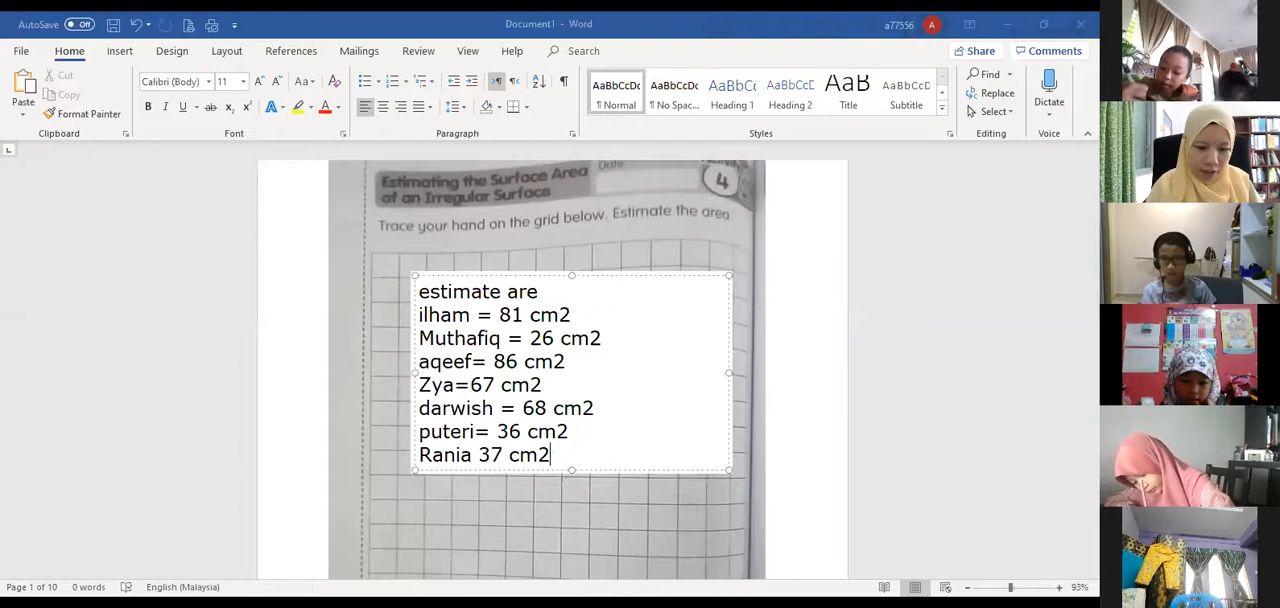 AutoSave Off
Document1 - Word
a77556 A
File Home Insert Design Layout References Mailings Review View Help Search
Share Comments
Paste
Cut
Copy
Format Painter
Clipboard
Calibri (Body) 11
Font
Paragraph
AaBbCcDc AaBbCcDc AaBbCc AaBbCcD AaB AaBbCcD
¶ Normal ¶ No Spac... Heading 1 Heading 2 Title Subtitle
Styles
Find
Replace
Select
Editing
Dictate
Voice
Estimating the Surface Area
of an Irregular Surface
Date:
4
Trace your hand on the grid below. Estimate the area
estimate are
ilham = 81 cm2
Muthafiq = 26 cm2
aqeef= 86 cm2
Zya=67 cm2
darwish = 68 cm2
puteri= 36 cm2
Rania 37 cm2
Page 1 of 10 0 words English (Malaysia) 93%